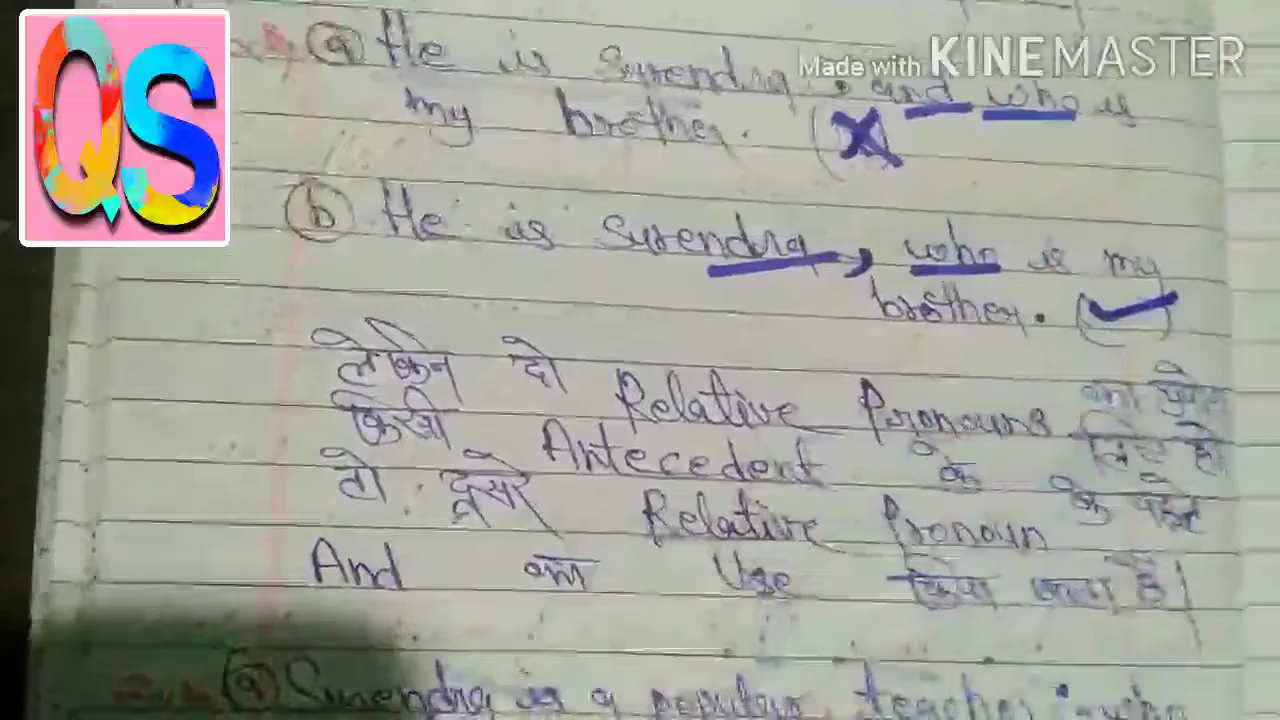 QS
Made with KINEMASTER
Ex:- (a) He is Surendra . and who is
my brother. (X)
(b) He is Surendra, who is my
brother. (✓)
लेकिन दो Relative Pronouns का प्रयोग
किसी Antecedent के लिए हो
तो दूसरे Relative Pronoun के पहले
And का Use किया जाता है।
(a) Surendra is a popular teacher who